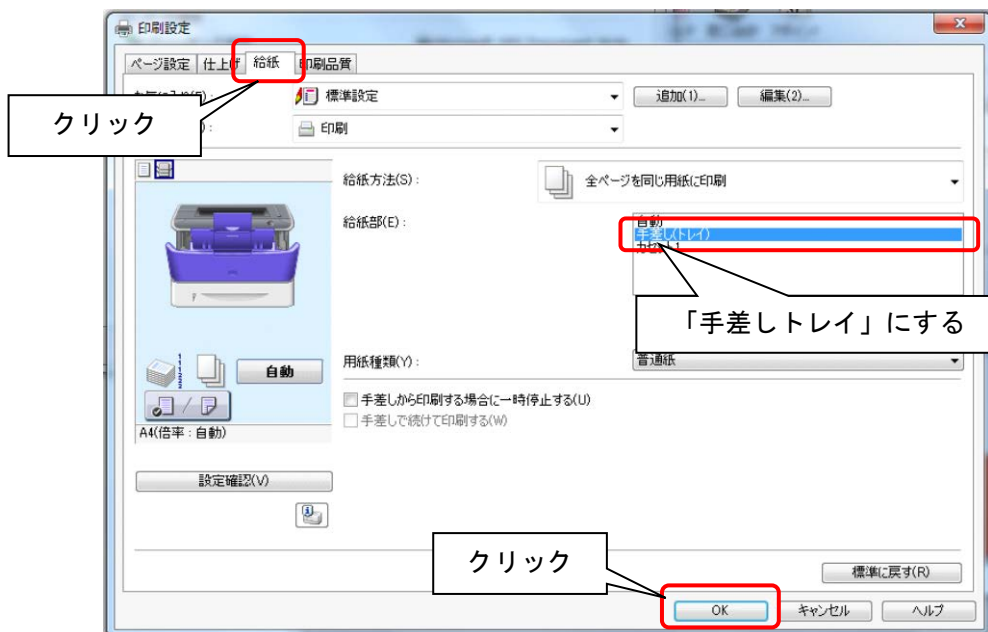 印刷設定
ページ設定 仕上げ 給紙 印刷品質
標準設定
追加(1)... 編集(2)...
クリック
印刷
給紙方法(S):
全ページを同じ用紙に印刷
給紙部(E):
自動
手差し(トレイ)
カセット1
「手差しトレイ」にする
自動
用紙種類(Y):
普通紙
手差しから印刷する場合に一時停止する(U)
手差しで続けて印刷する(W)
A4(倍率:自動)
設定確認(V)
クリック
標準に戻す(R)
OK キャンセル ヘルプ